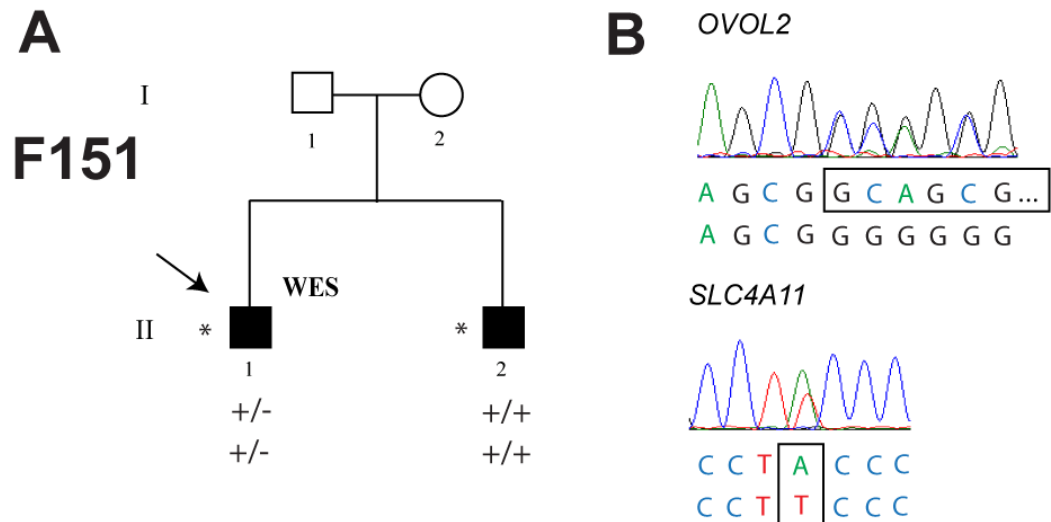 A
I
1
2
F151
WES
II
*
*
1
2
+/-
+/+
+/-
+/+
B
OVOL2
A G C G G C A G C G ...
A G C G G G G G G G
SLC4A11
C C T A C C C
C C T T C C C